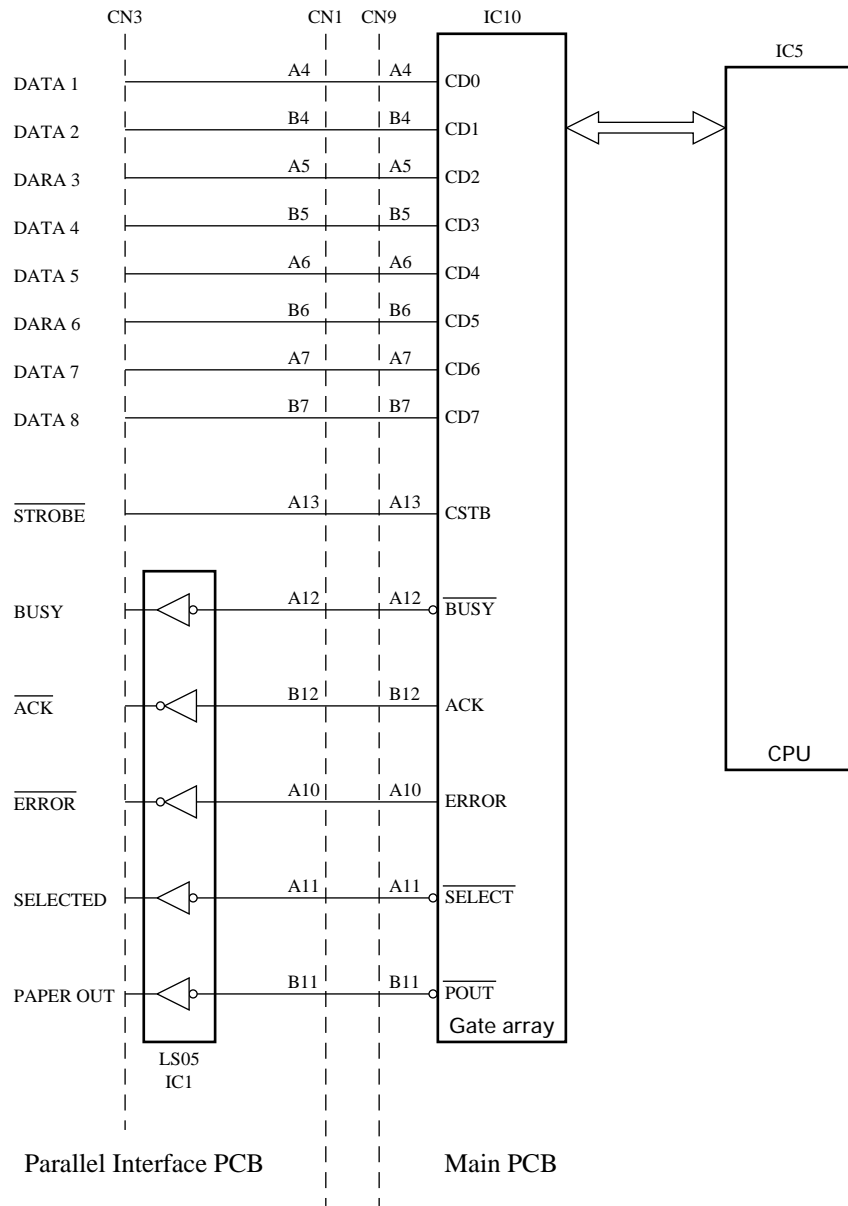 CN3 CN1 CN9 IC10
IC5
DATA 1 A4 A4 CD0
DATA 2 B4 B4 CD1
DARA 3 A5 A5 CD2
DATA 4 B5 B5 CD3
DATA 5 A6 A6 CD4
DARA 6 B6 B6 CD5
DATA 7 A7 A7 CD6
DATA 8 B7 B7 CD7
STROBE A13 A13 CSTB
BUSY A12 A12 BUSY
ACK B12 B12 ACK
CPU
ERROR A10 A10 ERROR
SELECTED A11 A11 SELECT
PAPER OUT B11 B11 POUT
Gate array
LS05
IC1
Parallel Interface PCB Main PCB